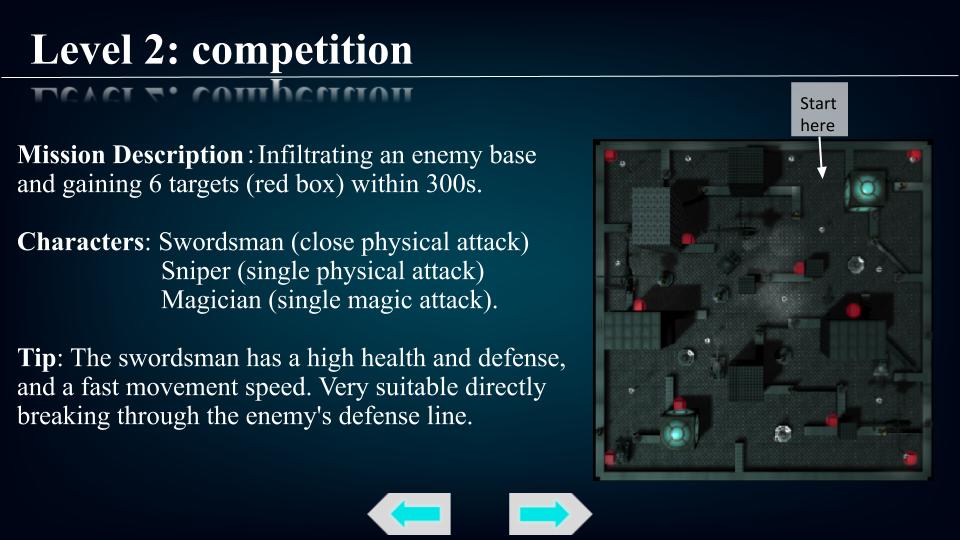 Level 2: competition
Start
here
Mission Description : Infiltrating an enemy base
and gaining 6 targets (red box) within 300s.
Characters: Swordsman (close physical attack)
Sniper (single physical attack)
Magician (single magic attack).
Tip: The swordsman has a high health and defense,
and a fast movement speed. Very suitable directly
breaking through the enemy's defense line.